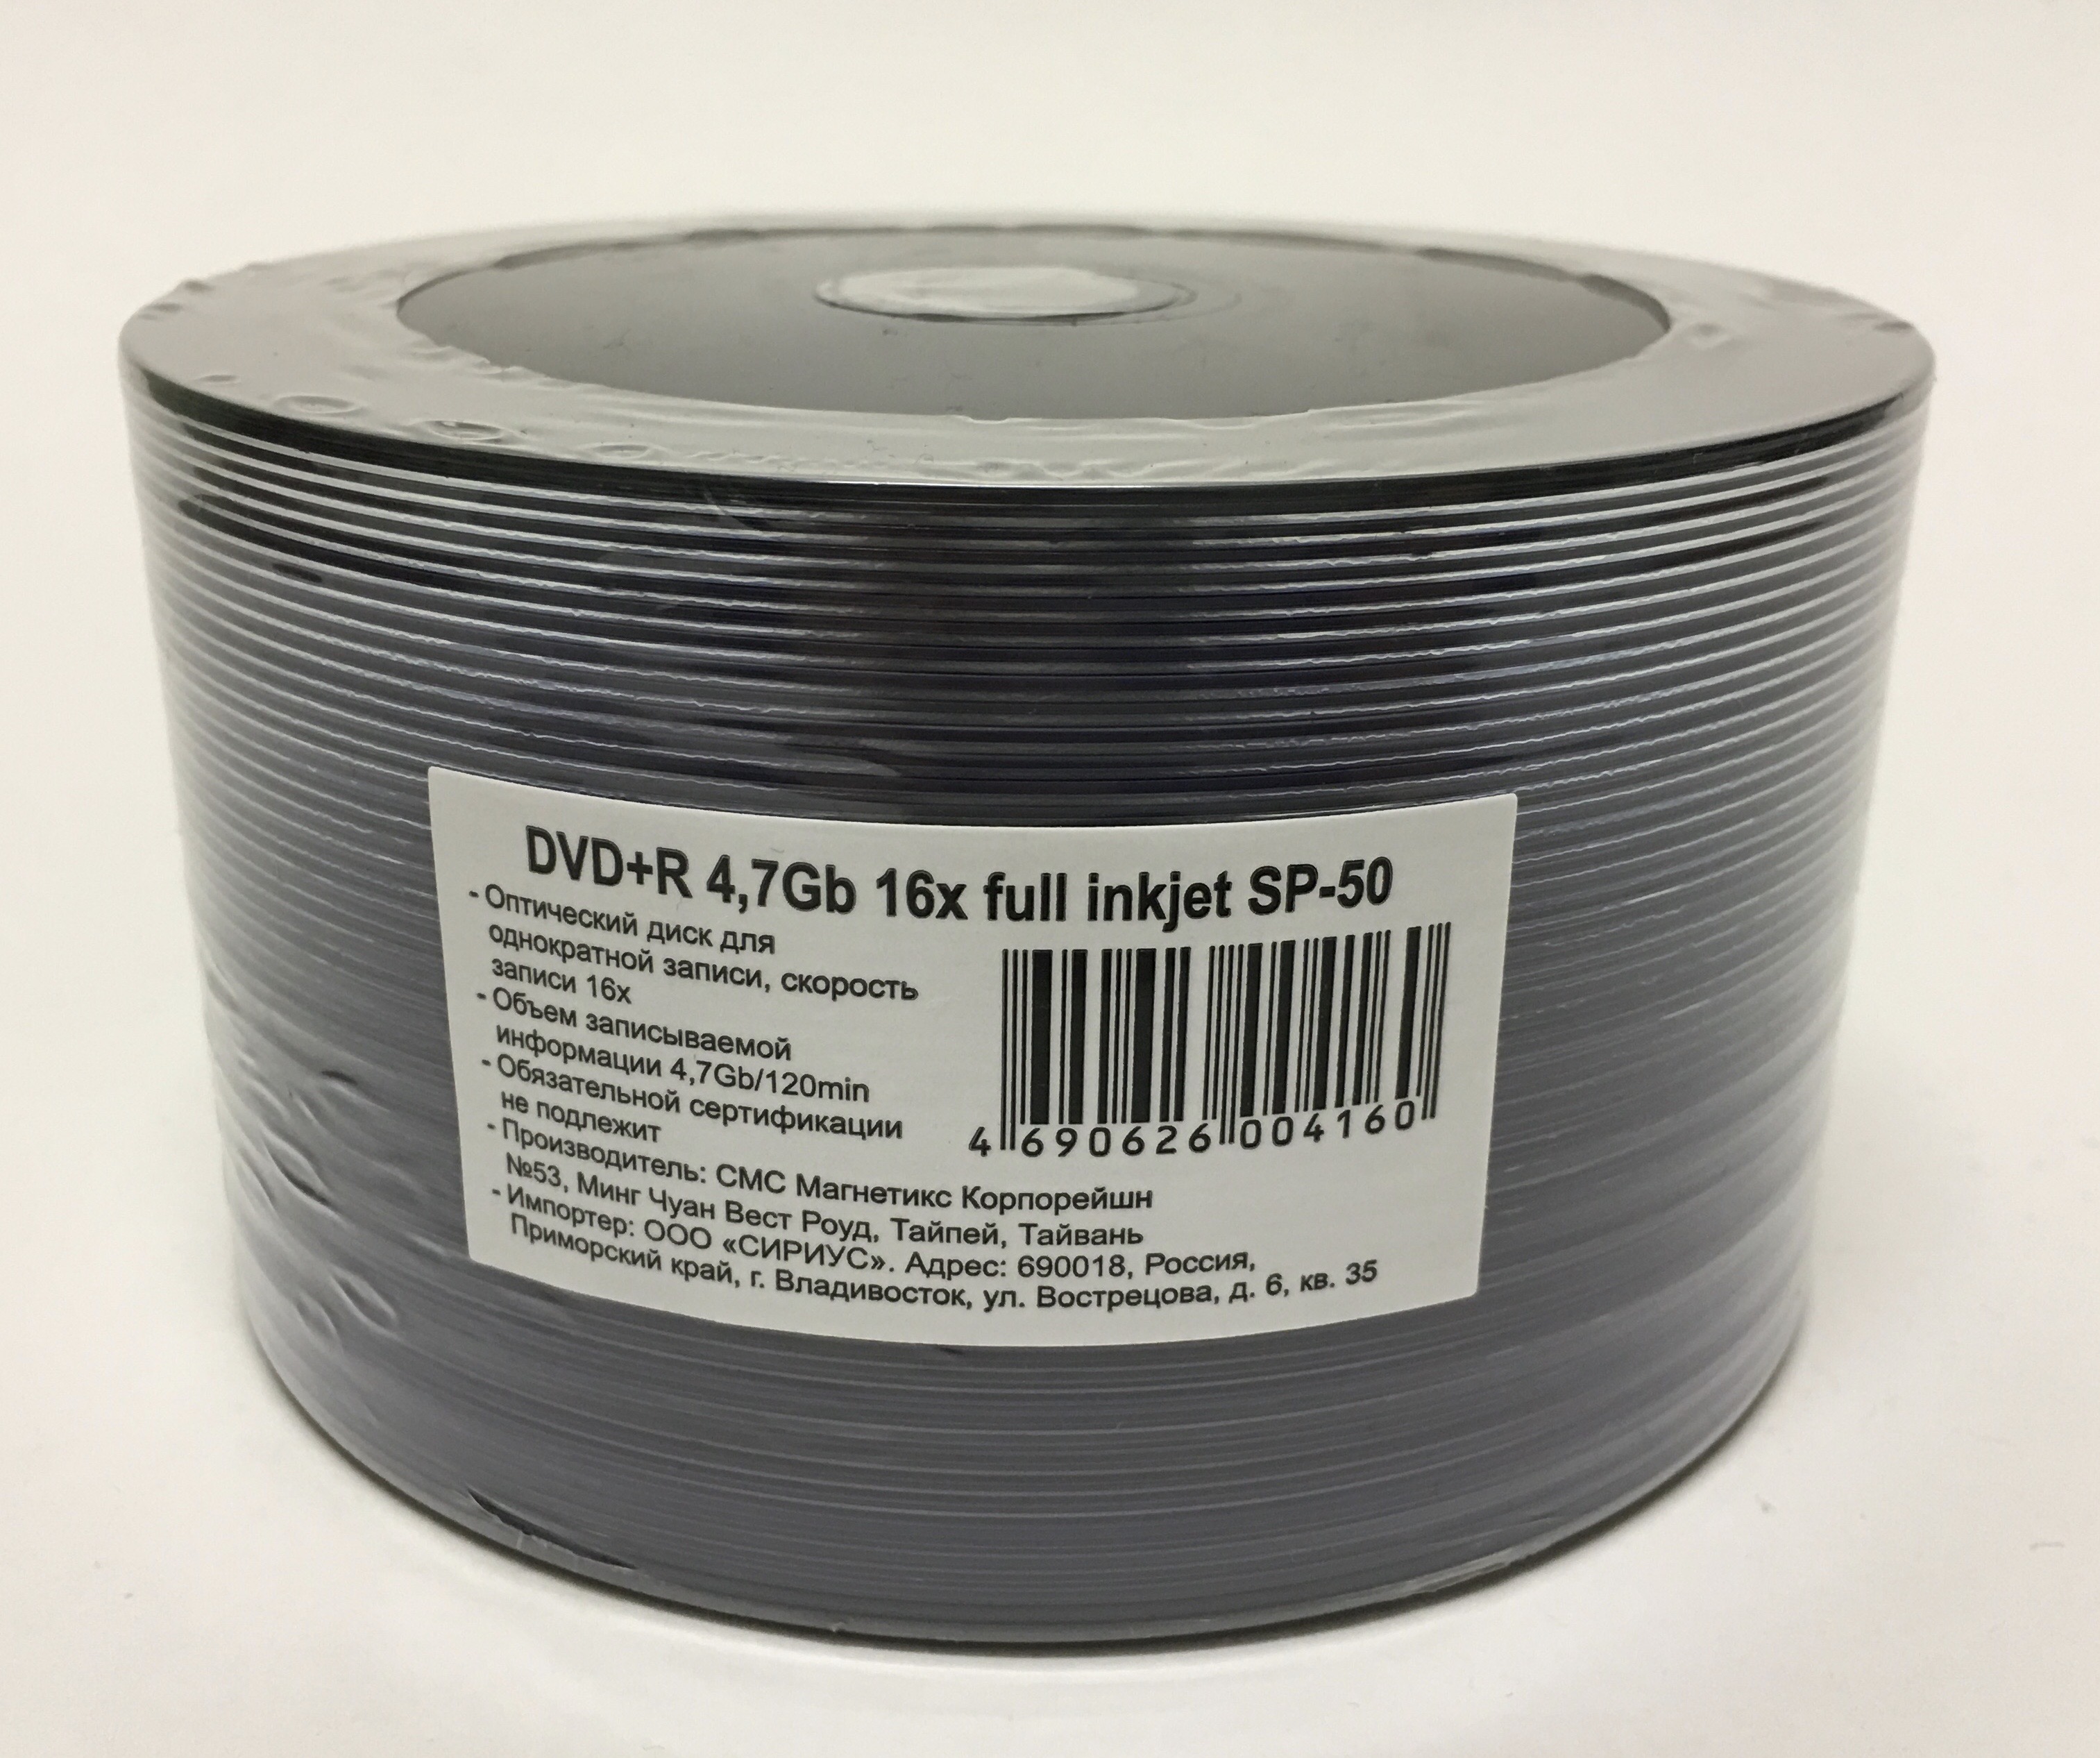 DVD+R 4,7Gb 16x full inkjet SP-50
- Оптический диск для
однократной записи, скорость
записи 16х
- Объем записываемой
информации 4,7Gb/120min
- Обязательной сертификации
не подлежит
4 690626 004160
- Производитель: СМС Магнетикс Корпорейшн
№53, Минг Чуан Вест Роуд, Тайпей, Тайвань
- Импортер: ООО «СИРИУС». Адрес: 690018, Россия,
Приморский край, г. Владивосток, ул. Вострецова, д. 6, кв. 35